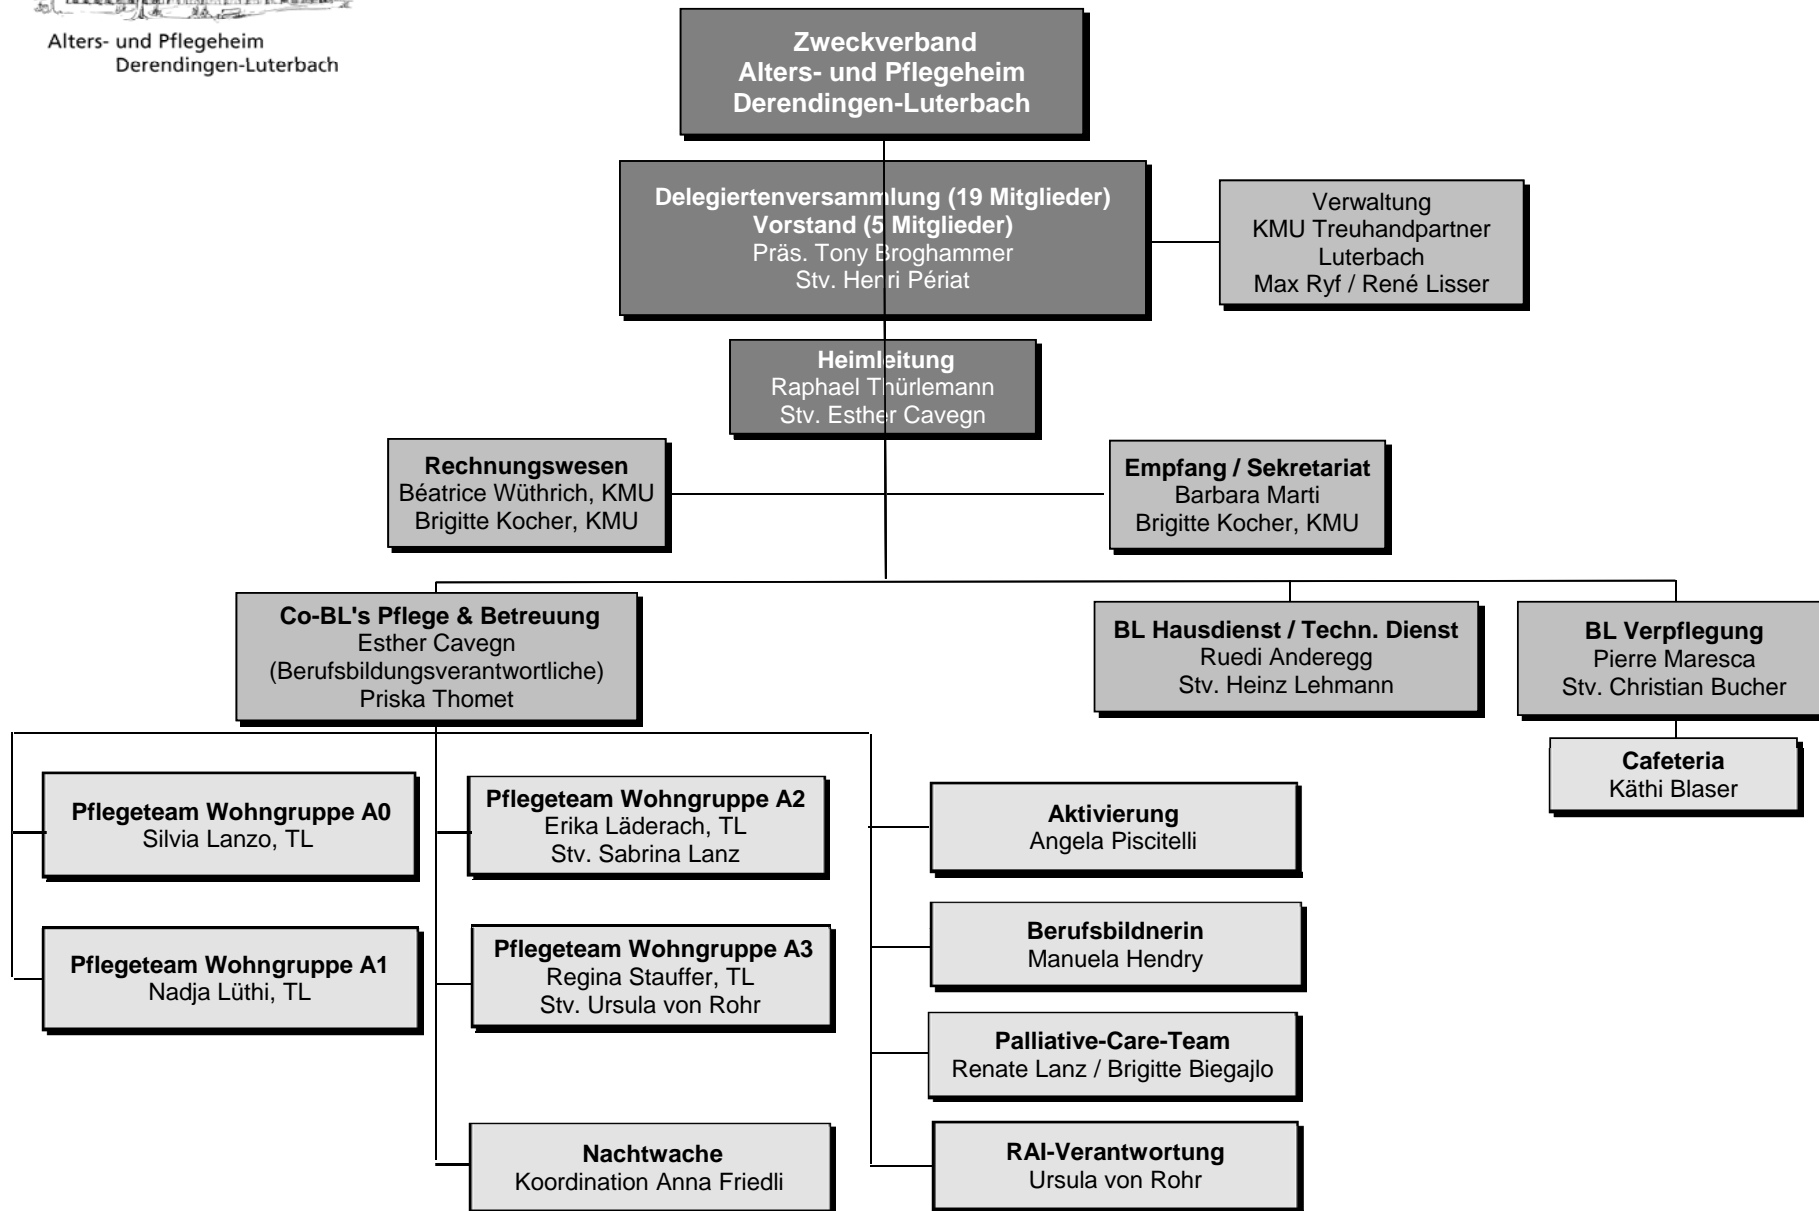 Alters- und Pflegeheim
Derendingen-Luterbach
Zweckverband
Alters- und Pflegeheim
Derendingen-Luterbach
Delegiertenversammlung (19 Mitglieder)
Vorstand (5 Mitglieder)
Präs. Tony Broghammer
Stv. Henri Périat
Verwaltung
KMU Treuhandpartner
Luterbach
Max Ryf / René Lisser
Heimleitung
Raphael Thürlemann
Stv. Esther Cavegn
Rechnungswesen
Béatrice Wüthrich, KMU
Brigitte Kocher, KMU
Empfang / Sekretariat
Barbara Marti
Brigitte Kocher, KMU
Co-BL's Pflege & Betreuung
Esther Cavegn
(Berufsbildungsverantwortliche)
Priska Thomet
BL Hausdienst / Techn. Dienst
Ruedi Anderegg
Stv. Heinz Lehmann
BL Verpflegung
Pierre Maresca
Stv. Christian Bucher
Cafeteria
Käthi Blaser
Pflegeteam Wohngruppe A0
Silvia Lanzo, TL
Pflegeteam Wohngruppe A2
Erika Läderach, TL
Stv. Sabrina Lanz
Aktivierung
Angela Piscitelli
Pflegeteam Wohngruppe A1
Nadja Lüthi, TL
Pflegeteam Wohngruppe A3
Regina Stauffer, TL
Stv. Ursula von Rohr
Berufsbildnerin
Manuela Hendry
Palliative-Care-Team
Renate Lanz / Brigitte Biegajlo
Nachtwache
Koordination Anna Friedli
RAI-Verantwortung
Ursula von Rohr